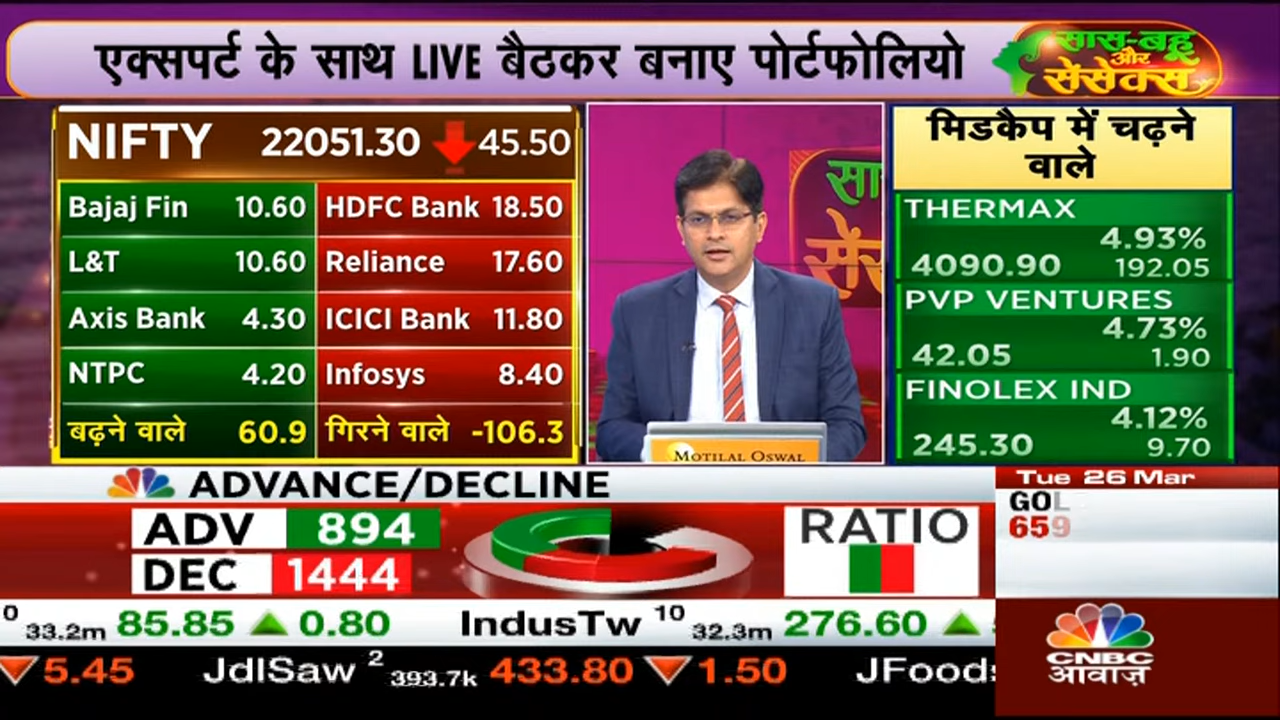 एक्सपर्ट के साथ LIVE बैठकर बनाए पोर्टफोलियो
सास-बहू
और
सेंसेक्स
NIFTY 22051.30 45.50
Bajaj Fin 10.60 HDFC Bank 18.50
L&T 10.60 Reliance 17.60
Axis Bank 4.30 ICICI Bank 11.80
NTPC 4.20 Infosys 8.40
बढ़ने वाले 60.9 गिरने वाले -106.3
सा
सेंसे
MOTILAL OSWAL
मिडकैप में चढ़ने
वाले
THERMAX
4.93%
4090.90 192.05
PVP VENTURES
4.73%
42.05 1.90
FINOLEX IND
4.12%
245.30 9.70
ADVANCE/DECLINE
ADV 894
DEC 1444
RATIO
Tue 26 Mar
GOL
659
0 33.2m 85.85 0.80 IndusTw 10 32.3m 276.60
5.45 JdlSaw 2 393.7k 433.80 1.50 JFoods
CNBC
आवाज़